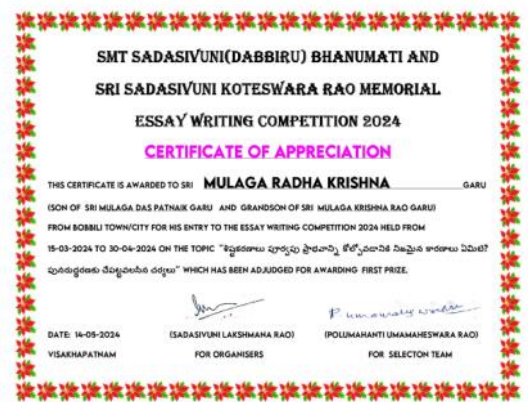 SMT SADASIVUNI(DABBIRU) BHANUMATI AND
SRI SADASIVUNI KOTESWARA RAO MEMORIAL
ESSAY WRITING COMPETITION 2024
CERTIFICATE OF APPRECIATION
THIS CERTIFICATE IS AWARDED TO SRI MULAGA RADHA KRISHNA GARU
(SON OF SRI MULAGA DAS PATNAIK GARU AND GRANDSON OF SRI MULAGA KRISHNA RAO GARU)
FROM BOBBILI TOWN/CITY FOR HIS ENTRY TO THE ESSAY WRITING COMPETITION 2024 HELD FROM
15-03-2024 TO 30-04-2024 ON THE TOPIC "శిష్టకరణాలు పూర్వపు ప్రాభవాన్ని కోల్పోవడానికి నిజమైన కారణాలు ఏమిటి?
పునరుద్ధరణకు చేపట్టవలసిన చర్యలు" WHICH HAS BEEN ADJUDGED FOR AWARDING FIRST PRIZE.
P umamaheswara
DATE: 14-05-2024 (SADASIVUNI LAKSHMANA RAO) (POLUMAHANTI UMAMAHESWARA RAO)
VISAKHAPATNAM FOR ORGANISERS FOR SELECTON TEAM